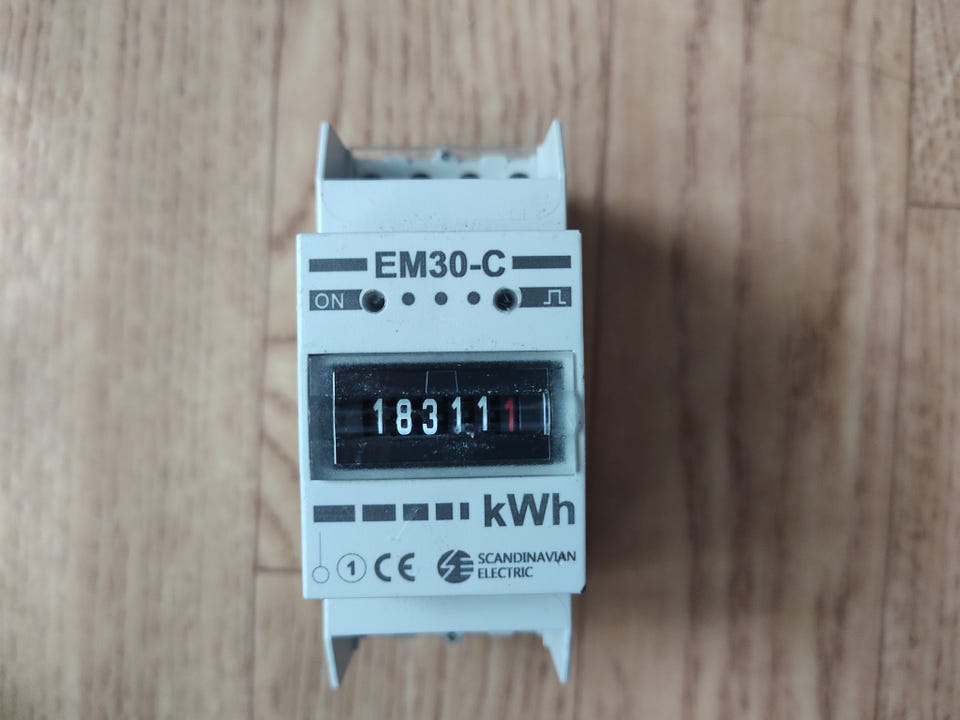 EM30-C
ON
183111
kWh
1 CE SCANDINAVIAN
ELECTRIC